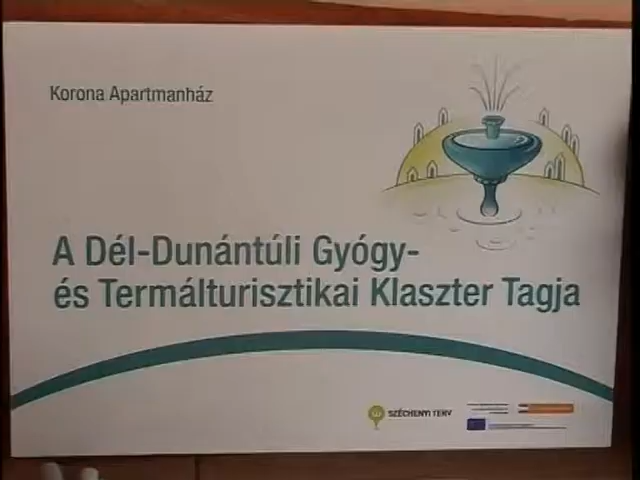 Korona Apartmanház
A Dél-Dunántúli Gyógy-
és Termálturisztikai Klaszter Tagja
SZÉCHENYI TERV